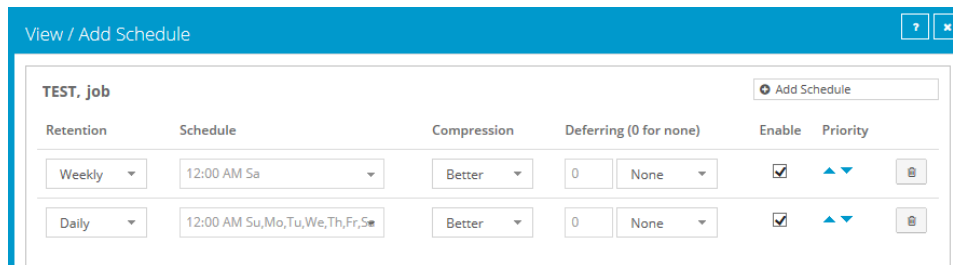 View / Add Schedule ? ×
TEST, job Add Schedule
Retention Schedule Compression Deferring (0 for none) Enable Priority
Weekly 12:00 AM Sa Better 0 None
Daily 12:00 AM Su,Mo,Tu,We,Th,Fr,Sa Better 0 None